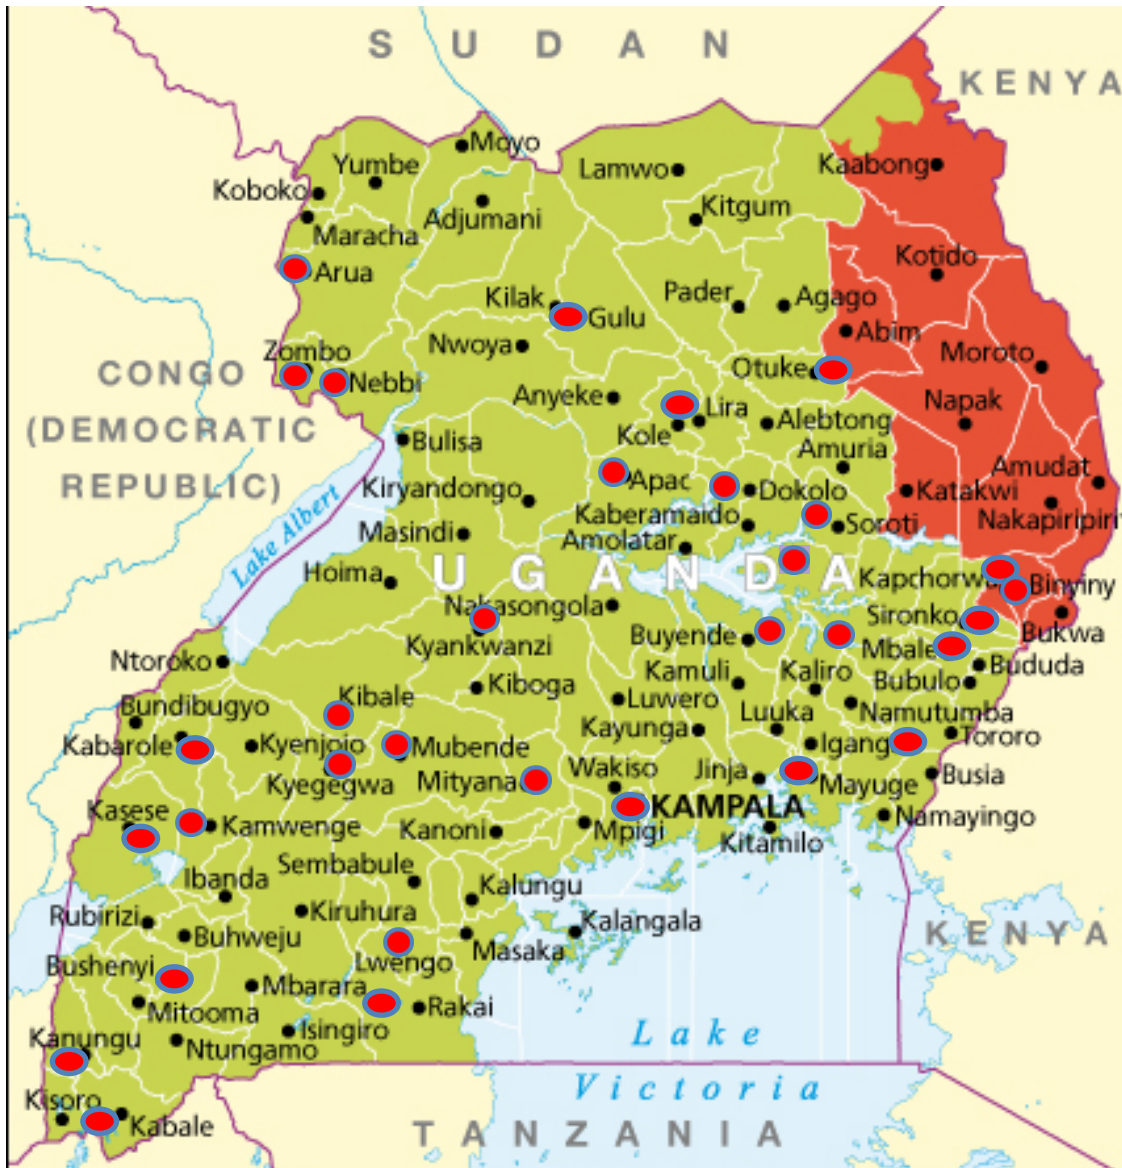 SUDAN
KENYA
Moyo
Yumbe
Lamwo
Kaabong
Koboko
Adjumani
Kitgum
Maracha
Kotido
Arua
Kilak
Pader
Agago
Gulu
Abim
Nwoya
Zombo
Moroto
CONGO
Otuke
Nebbi
Anyeke
Napak
Lira
(DEMOCRATIC
Kole
Alebtong
Bulisa
Amuria
REPUBLIC)
Apac
Amudat
Kiryandongo
Dokolo
Katakwi
Lake Albert
Kaberamaido
Soroti
Nakapiripiri
Masindi
Amolatar
Hoima
UGANDA
Kapchorw
Binyiny
Nakasongola
Sironko
Kyankwanzi
Buyende
Mbale
Bukwa
Ntoroko
Kamuli
Kaliro
Bududa
Bubulo
Kibale
Kiboga
Luwero
Bundibugyo
Luuka
Namutumba
Kabarole
Kyenjojo
Mubende
Kayunga
Igang
Tororo
Kyegegwa
Mityana
Wakiso
Jinja
Mayuge
Busia
Kasese
KAMPALA
Kamwenge
Kanoni
Mpigi
Kitamilo
Namayingo
Sembabule
Ibanda
Kalungu
Rubirizi
Kiruhura
Kalangala
Buhweju
Masaka
KENYA
Bushenyi
Lwengo
Mbarara
Mitooma
Rakai
Kanungu
Isingiro
Lake
Ntungamo
Victoria
Kisoro
Kabale
TANZANIA